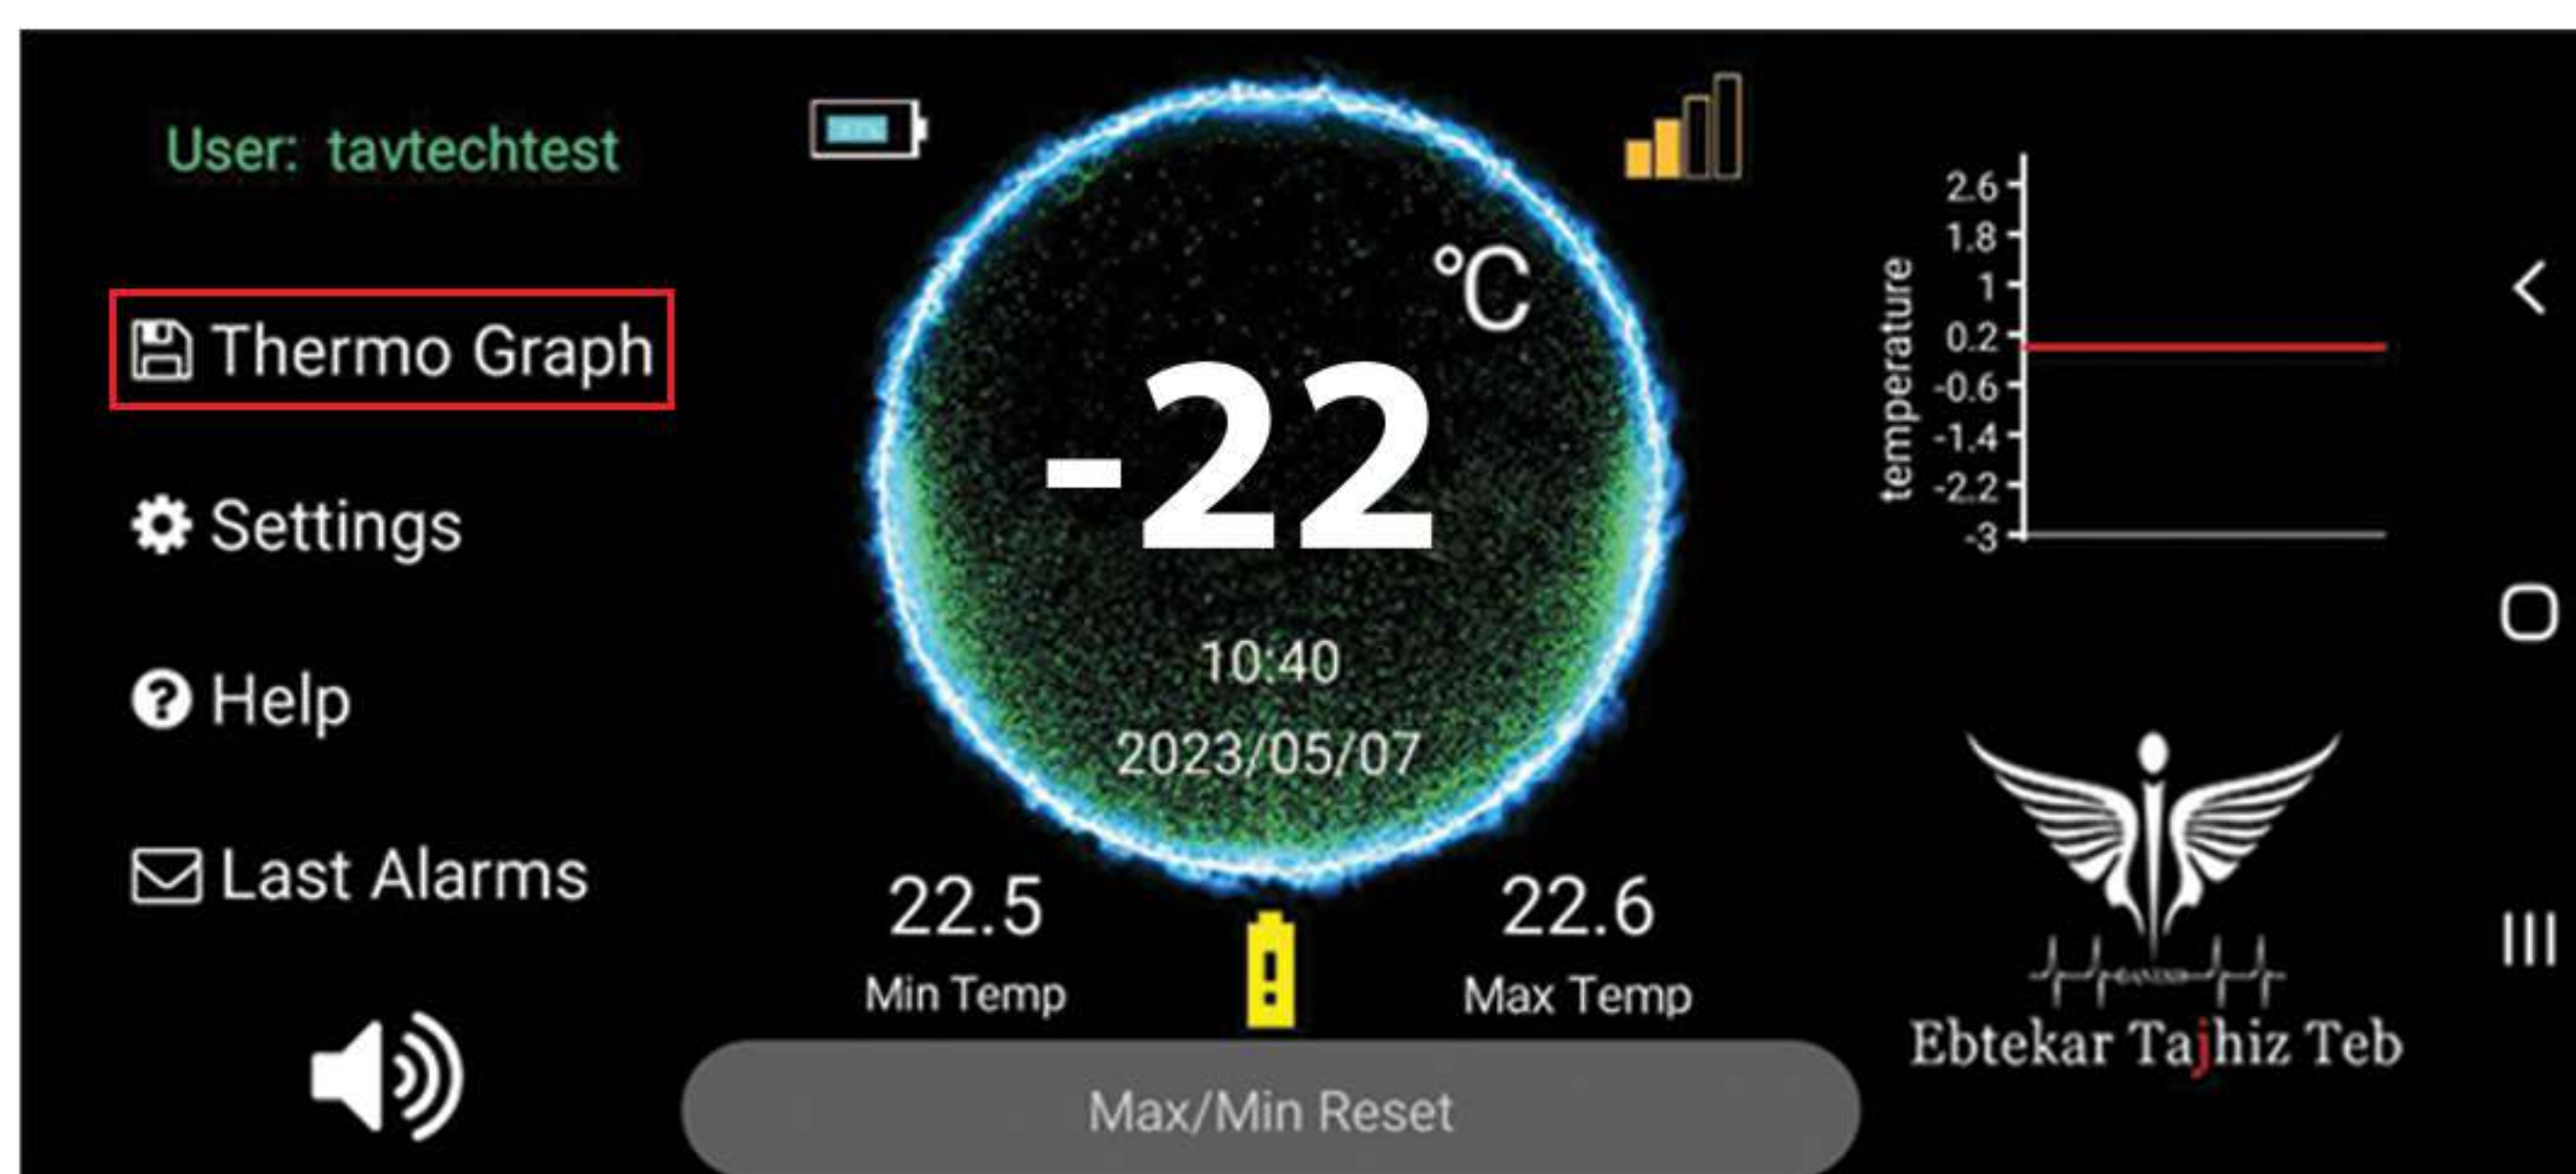 User: tavtechtest
Thermo Graph
Settings
Help
Last Alarms
°C
-22
10:40
2023/05/07
22.5
Min Temp
22.6
Max Temp
Max/Min Reset
temperature
2.6
1.8
1
0.2
-0.6
-1.4
-2.2
-3
Ebtekar Tajhiz Teb